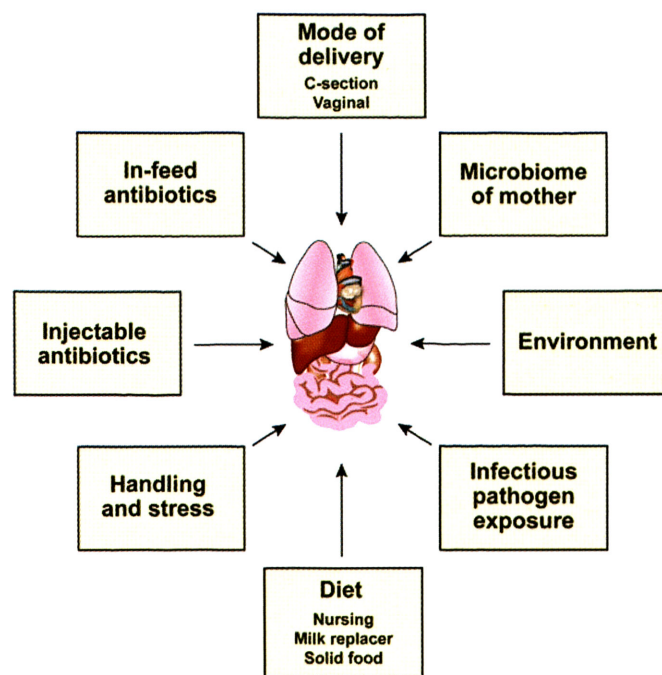 Mode of
delivery
C-section
Vaginal
In-feed
antibiotics
Microbiome
of mother
Injectable
antibiotics
Environment
Handling
and stress
Infectious
pathogen
exposure
Diet
Nursing
Milk replacer
Solid food